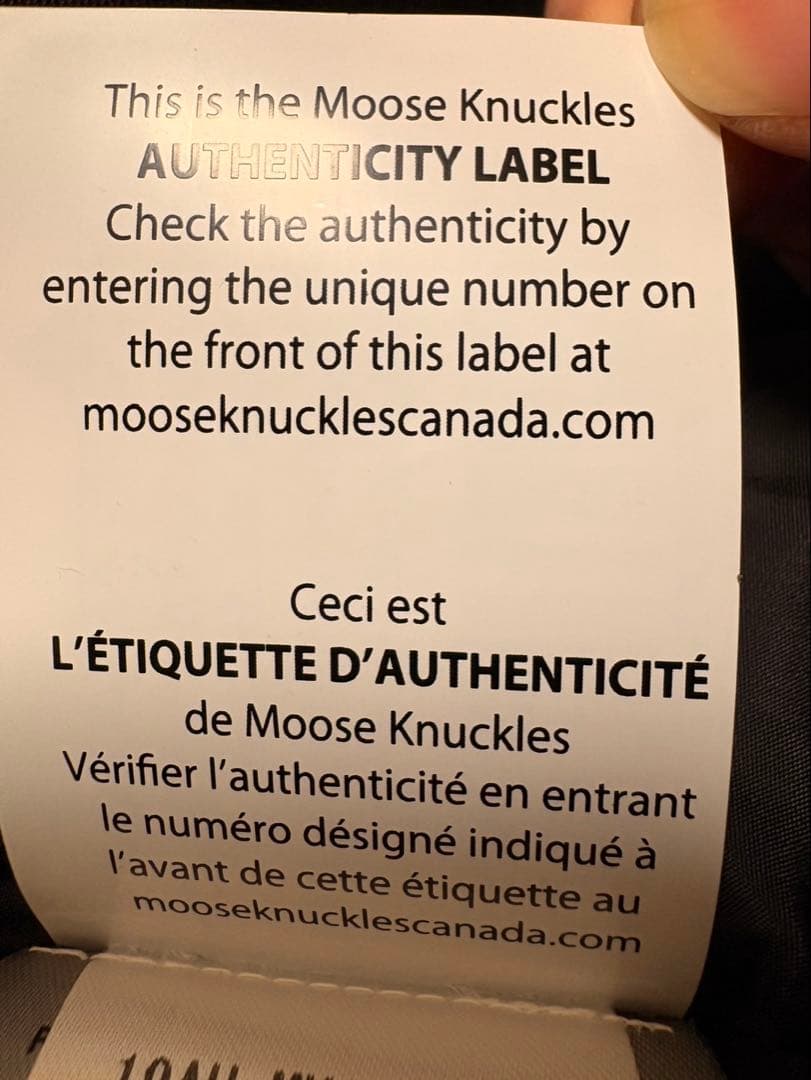 This is the Moose Knuckles
AUTHENTICITY LABEL
Check the authenticity by
entering the unique number on
the front of this label at
mooseknucklescanada.com
Ceci est
L'ÉTIQUETTE D'AUTHENTICITÉ
de Moose Knuckles
Vérifier l'authenticité en entrant
le numéro désigné indiqué à
l'avant de cette étiquette au
mooseknucklescanada.com